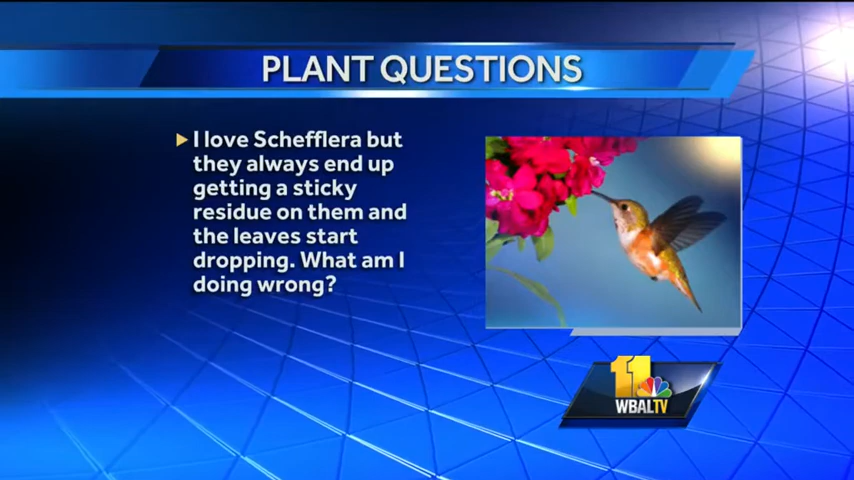 PLANT QUESTIONS
I love Schefflera but
they always end up
getting a sticky
residue on them and
the leaves start
dropping. What am I
doing wrong?
11
WBALTV